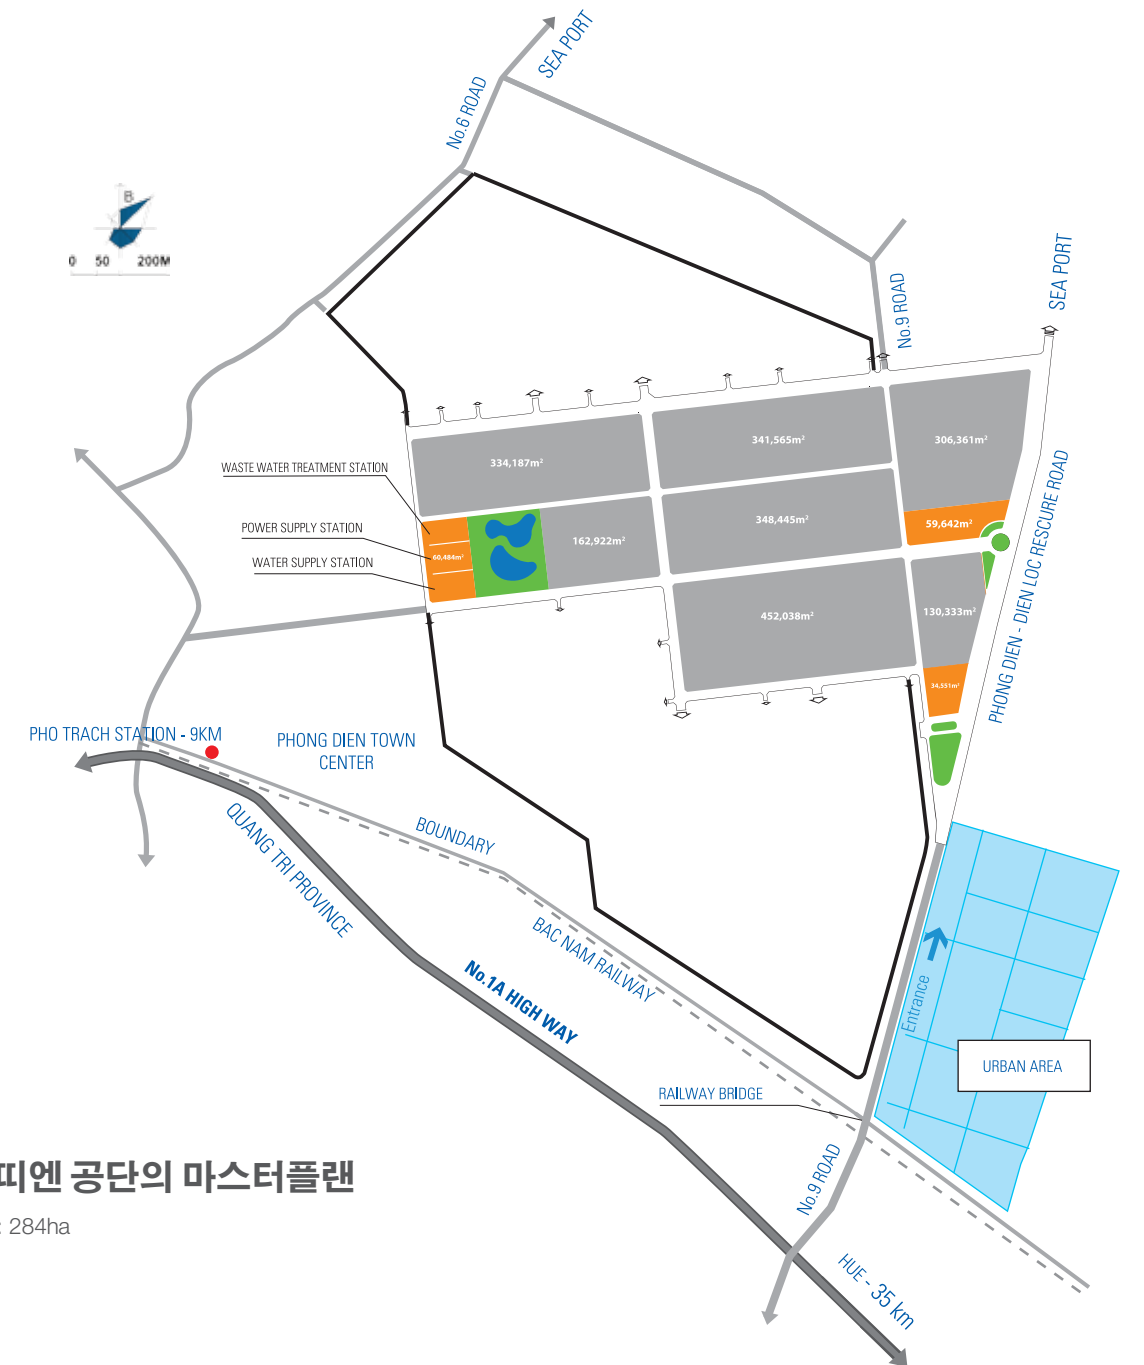 SEA PORT
No.6 ROAD
B
0 50 200M
SEA PORT
No.9 ROAD
341,565m²
306,361m²
334,187m²
WASTE WATER TREATMENT STATION
348,445m²
59,642m²
POWER SUPPLY STATION
162,922m²
60,484m²
WATER SUPPLY STATION
452,038m²
130,333m²
34,551m²
PHONG DIEN - DIEN LOC RESCURE ROAD
PHO TRACH STATION - 9KM
PHONG DIEN TOWN
CENTER
BOUNDARY
QUANG TRI PROVINCE
BAC NAM RAILWAY
No.1A HIGH WAY
Entrance
URBAN AREA
RAILWAY BRIDGE
No.9 ROAD
띠엔 공단의 마스터플랜
: 284ha
HUE - 35 km